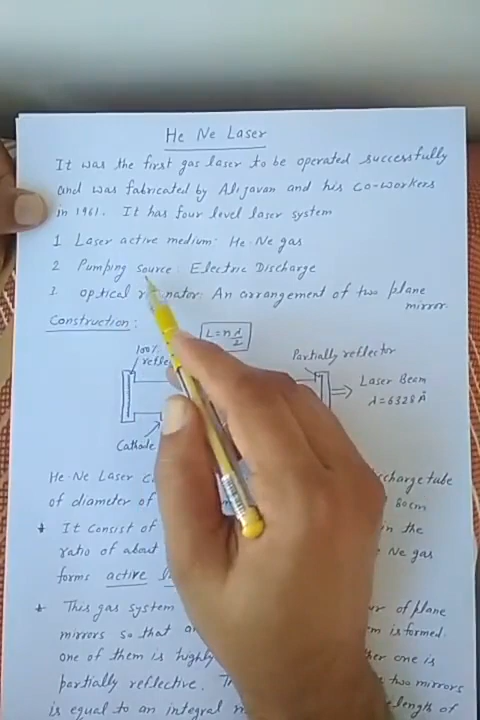 He Ne Laser
It was the first gas laser to be operated successfully
and was fabricated by Ali Javan and his co-workers
in 1961. It has four level laser system
1 Laser active medium: He-Ne gas
2 Pumping source: Electric Discharge
3. optical nator: An arrangement of two plane
mirror
Construction:
L=nλ/2
100%
refle
Partially reflector
Laser Beam
λ=6328Å
Cathode
He-Ne Laser discharge tube
of diameter of 80cm
It consist of in the
ratio of about Ne gas
forms active
This gas system of plane
mirrors so that is formed.
one of them is highly one is
partially reflective. two mirrors
is equal to an integral length of